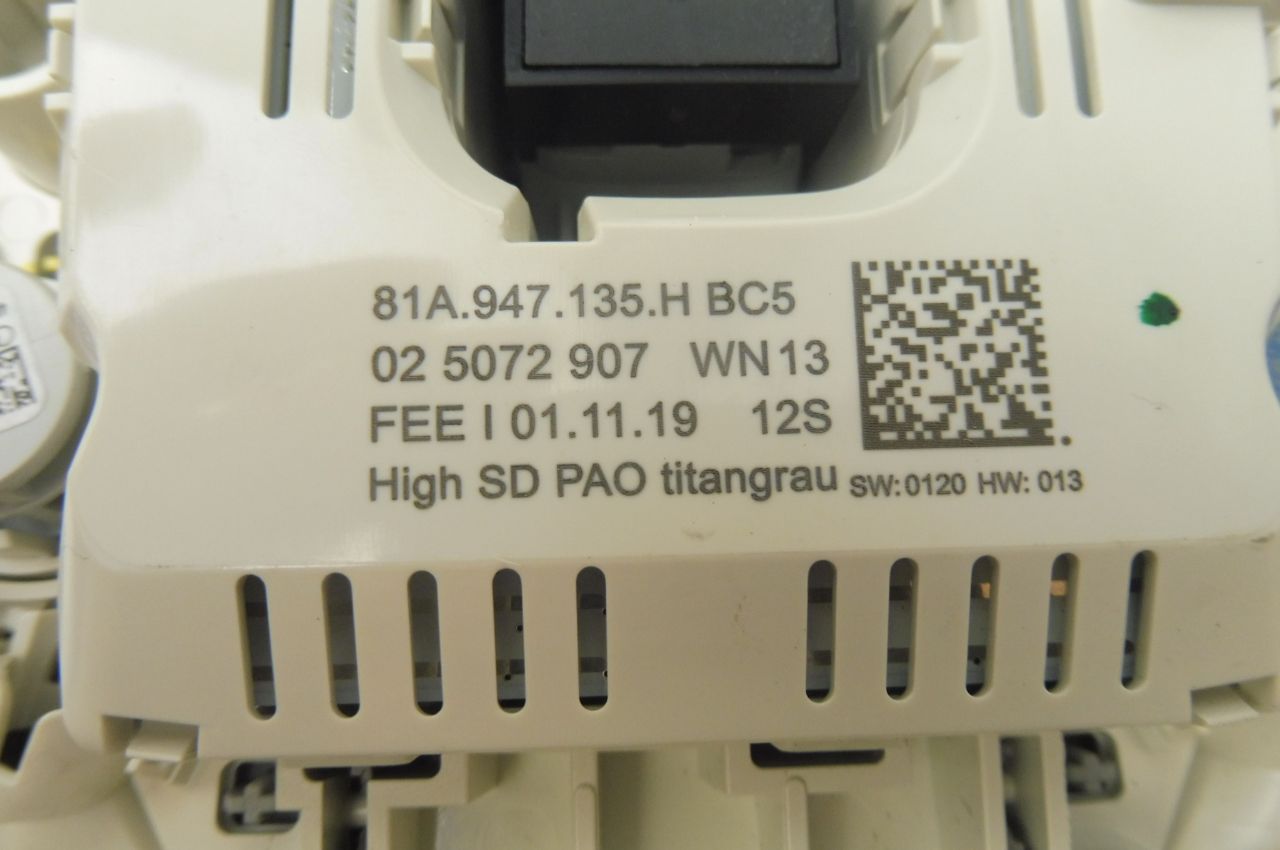 81A.947.135.H BC5
02 5072 907 WN13
FEE I 01.11.19 12S
High SD PAO titangrau SW:0120 HW: 013